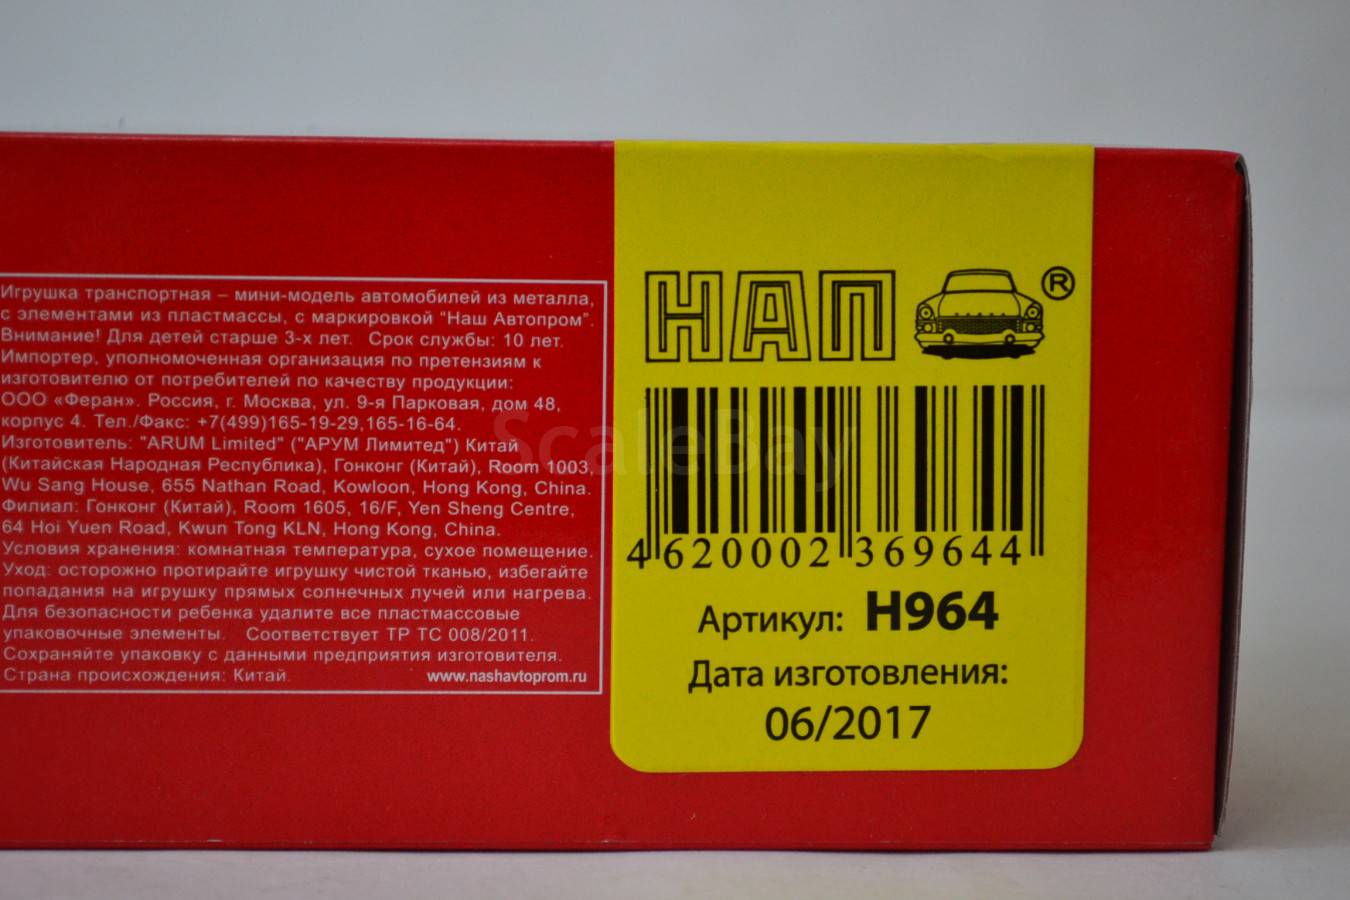 Игрушка транспортная – мини-модель автомобилей из металла,
с элементами из пластмассы, с маркировкой “Наш Автопром”.
Внимание! Для детей старше 3-х лет. Срок службы: 10 лет.
Импортер, уполномоченная организация по претензиям к
изготовителю от потребителей по качеству продукции:
ООО «Феран». Россия, г. Москва, ул. 9-я Парковая, дом 48,
корпус 4. Тел./Факс: +7(499)165-19-29,165-16-64.
Изготовитель: "ARUM Limited" ("АРУМ Лимитед") Китай
(Китайская Народная Республика), Гонконг (Китай), Room 1003,
Wu Sang House, 655 Nathan Road, Kowloon, Hong Kong, China.
Филиал: Гонконг (Китай), Room 1605, 16/F, Yen Sheng Centre,
64 Hoi Yuen Road, Kwun Tong KLN, Hong Kong, China.
Условия хранения: комнатная температура, сухое помещение.
Уход: осторожно протирайте игрушку чистой тканью, избегайте
попадания на игрушку прямых солнечных лучей или нагрева.
Для безопасности ребенка удалите все пластмассовые
упаковочные элементы. Соответствует ТР ТС 008/2011.
Сохраняйте упаковку с данными предприятия изготовителя.
Страна происхождения: Китай. www.nashavtoprom.ru
НАП ®
4 620002 369644
Артикул: Н964
Дата изготовления:
06/2017
ScaleBay